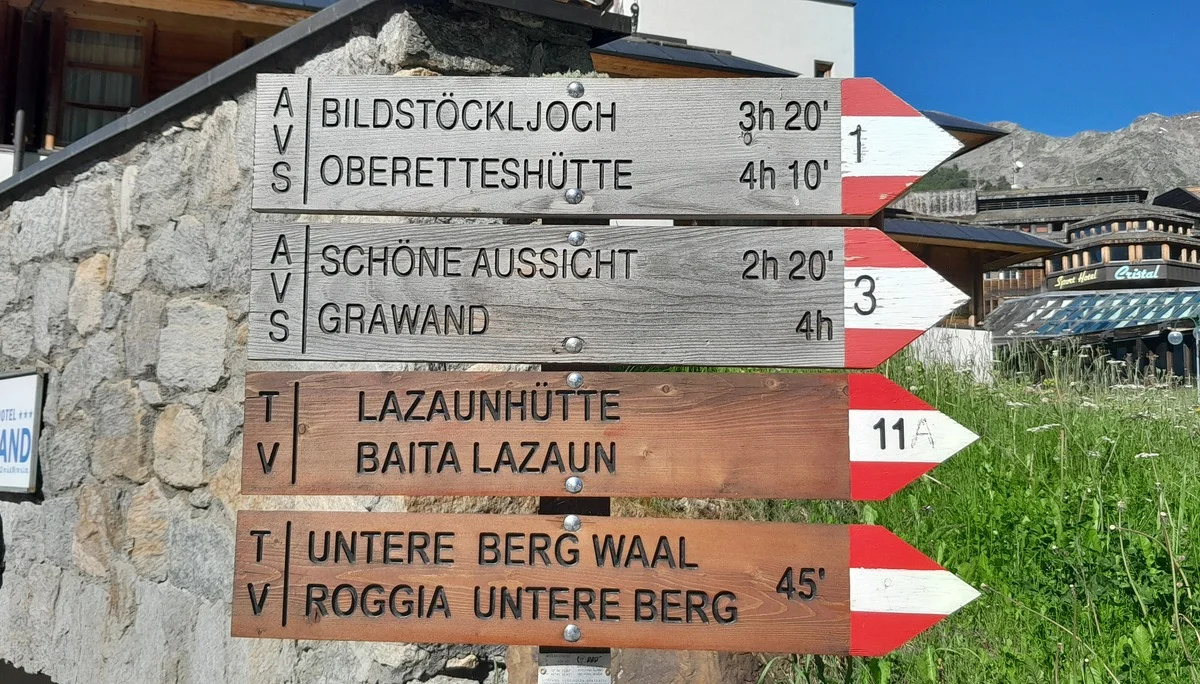 AVS
BILDSTÖCKLJOCH 3h 20'
OBERETTESHÜTTE 4h 10'
1
AVS
SCHÖNE AUSSICHT 2h 20'
GRAWAND 4h
3
TV
LAZAUNHÜTTE
BAITA LAZAUN
11A
TV
UNTERE BERG WAAL
ROGGIA UNTERE BERG
45'
Sport Hotel Cristal